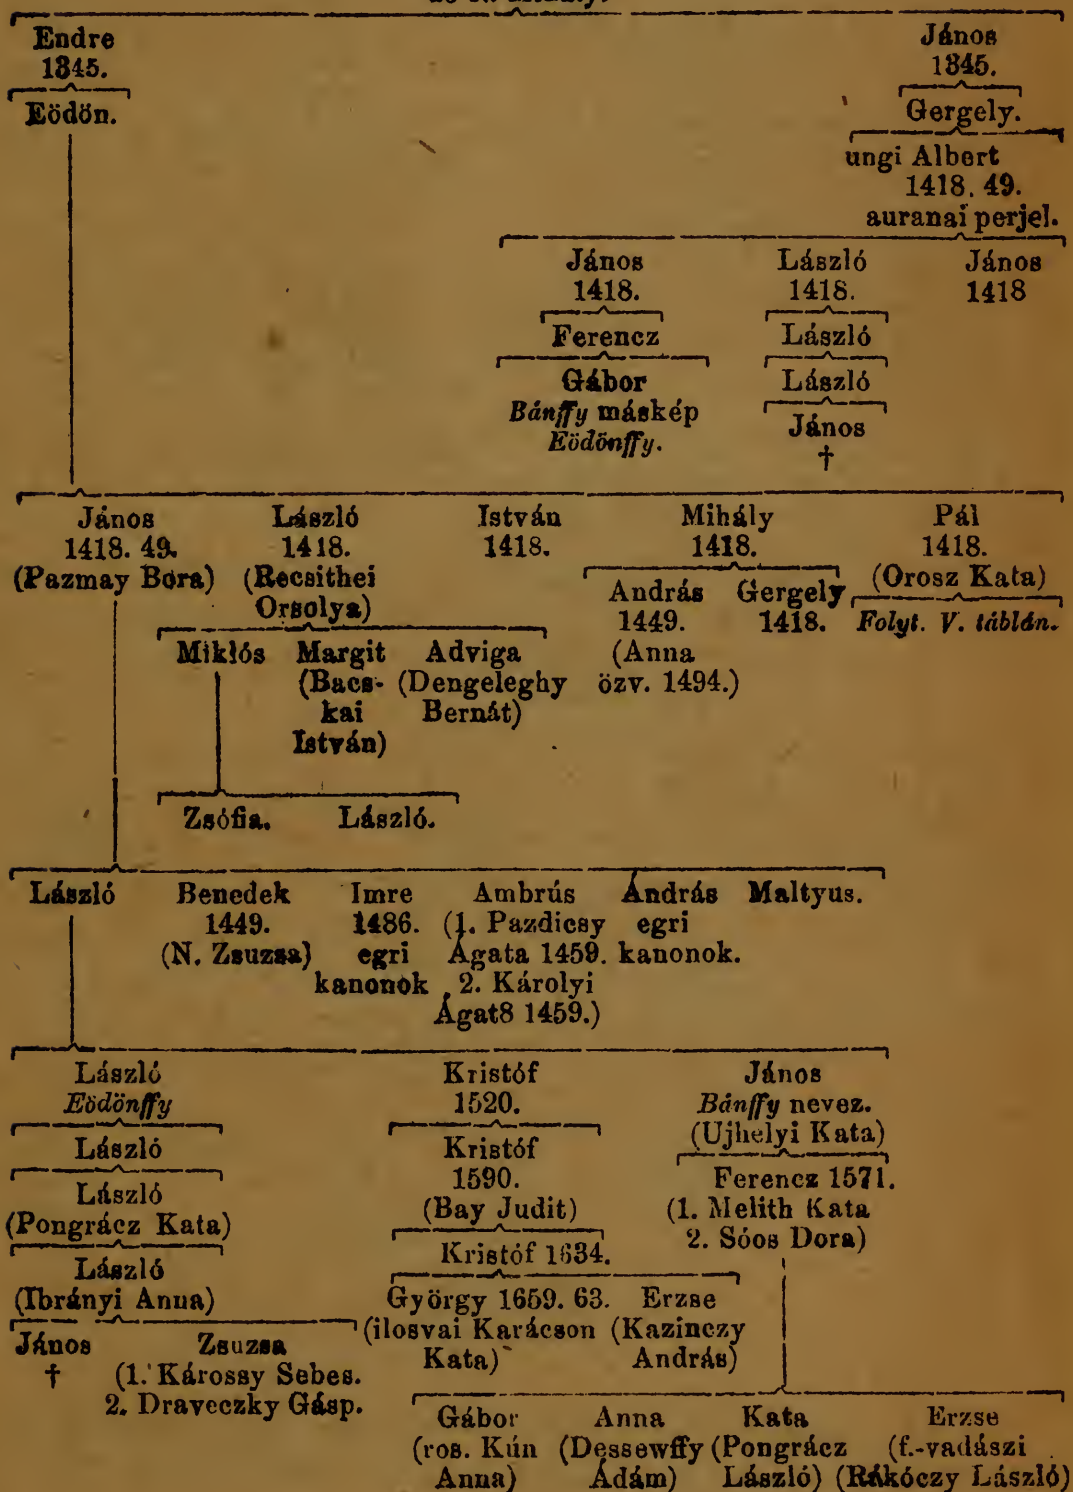 Endre János
1345. 1345.
Eödön. Gergely.
ungi Albert
1418. 49.
auranai perjel.
János László János
1418. 1418. 1418
Ferencz László
Gábor László
Bánffy máskép János
Eödönffy. †
János László István Mihály Pál
1418. 49. 1418. 1418. 1418. 1418.
(Pazmay Bora) (Recsithei (Orosz Kata)
Orsolya) András Gergely
1449. 1418. Folyt. V. táblán.
Miklós Margit Adviga (Anna
(Bacs- (Dengeleghy özv. 1494.)
kai Bernát)
István)
Zsófia. László.
László Benedek Imre Ambrús András Maltyus.
1449. 1486. (1. Pazdicsy egri
(N. Zsuzsa) egri Ágata 1459. kanonok.
kanonok 2. Károlyi
Ágat8 1459.)
László Kristóf János
Eödönffy 1520. Bánffy nevez.
László Kristóf (Ujhelyi Kata)
László 1590. Ferencz 1571.
(Pongrácz Kata) (Bay Judit) (1. Melith Kata
László Kristóf 1634. 2. Sóos Dora)
(Ibrányi Anna) György 1659. 63. Erzse
János Zsuzsa (ilosvai Karácson (Kazinczy
† (1. Károssy Sebes. Kata) András)
2. Draveczky Gásp.
Gábor Anna Kata Erzse
(ros. Kún (Dessewffy (Pongrácz (f.-vadászi
Anna) Ádám) László) (Rákóczy László)